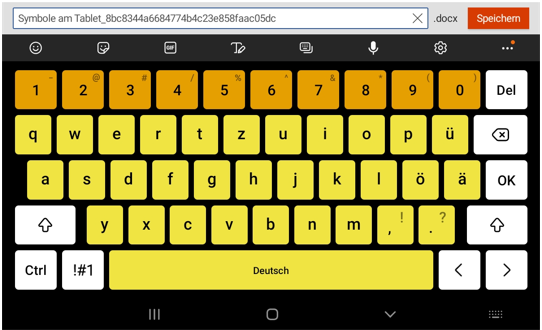 Symbole am Tablet_8bc8344a6684774b4c23e858faac05dc .docx Speichern
GIF T
1 - 2 @ 3 # 4 / 5 % 6 ^ 7 & 8 * 9 ( 0 ) Del
q w e r t z u i o p ü
a s d f g h j k l ö ä OK
y x c v b n m , ! . ?
Ctrl !#1 Deutsch < >